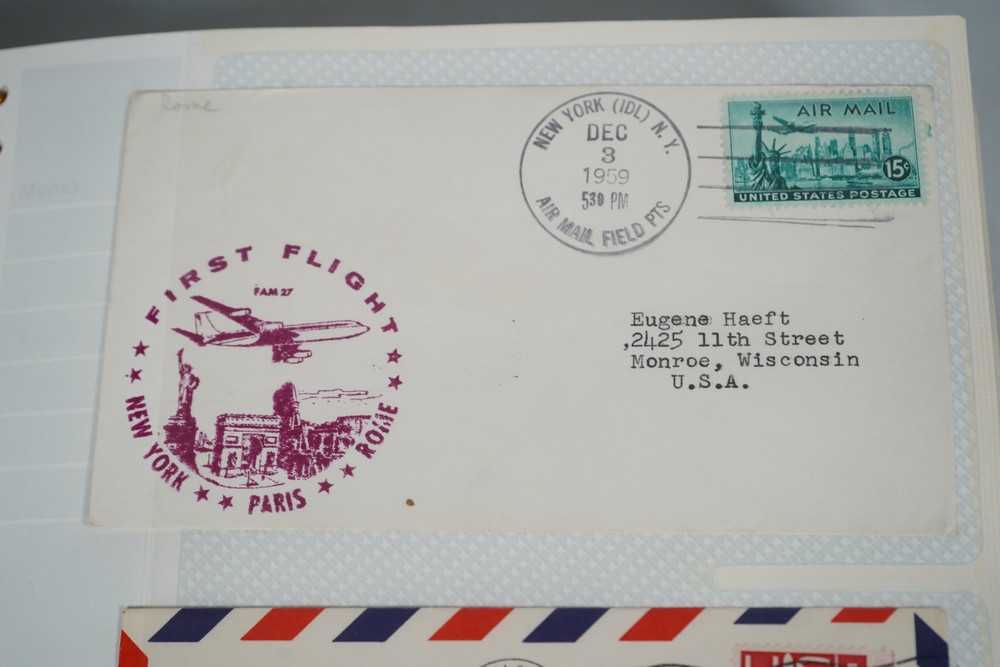 Memo
Rome
NEW YORK (IDL) N.Y.
DEC
3
1959
530 PM
AIR MAIL FIELD PTS
AIR MAIL
15¢
UNITED STATES POSTAGE
FIRST FLIGHT
FAM 27
NEW YORK ★ ★ PARIS ★ ★ ROME
Eugene Haeft
,2425 11th Street
Monroe, Wisconsin
U.S.A.